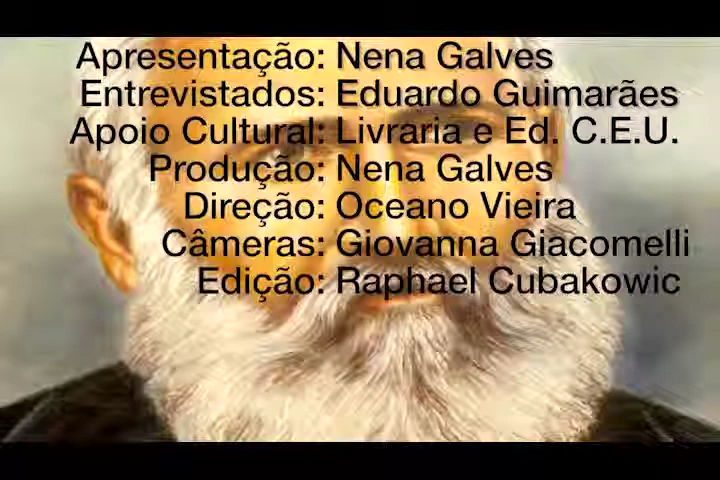 Apresentação: Nena Galves
Entrevistados: Eduardo Guimarães
Apoio Cultural: Livraria e Ed. C.E.U.
Produção: Nena Galves
Direção: Oceano Vieira
Câmeras: Giovanna Giacomelli
Edição: Raphael Cubakowic